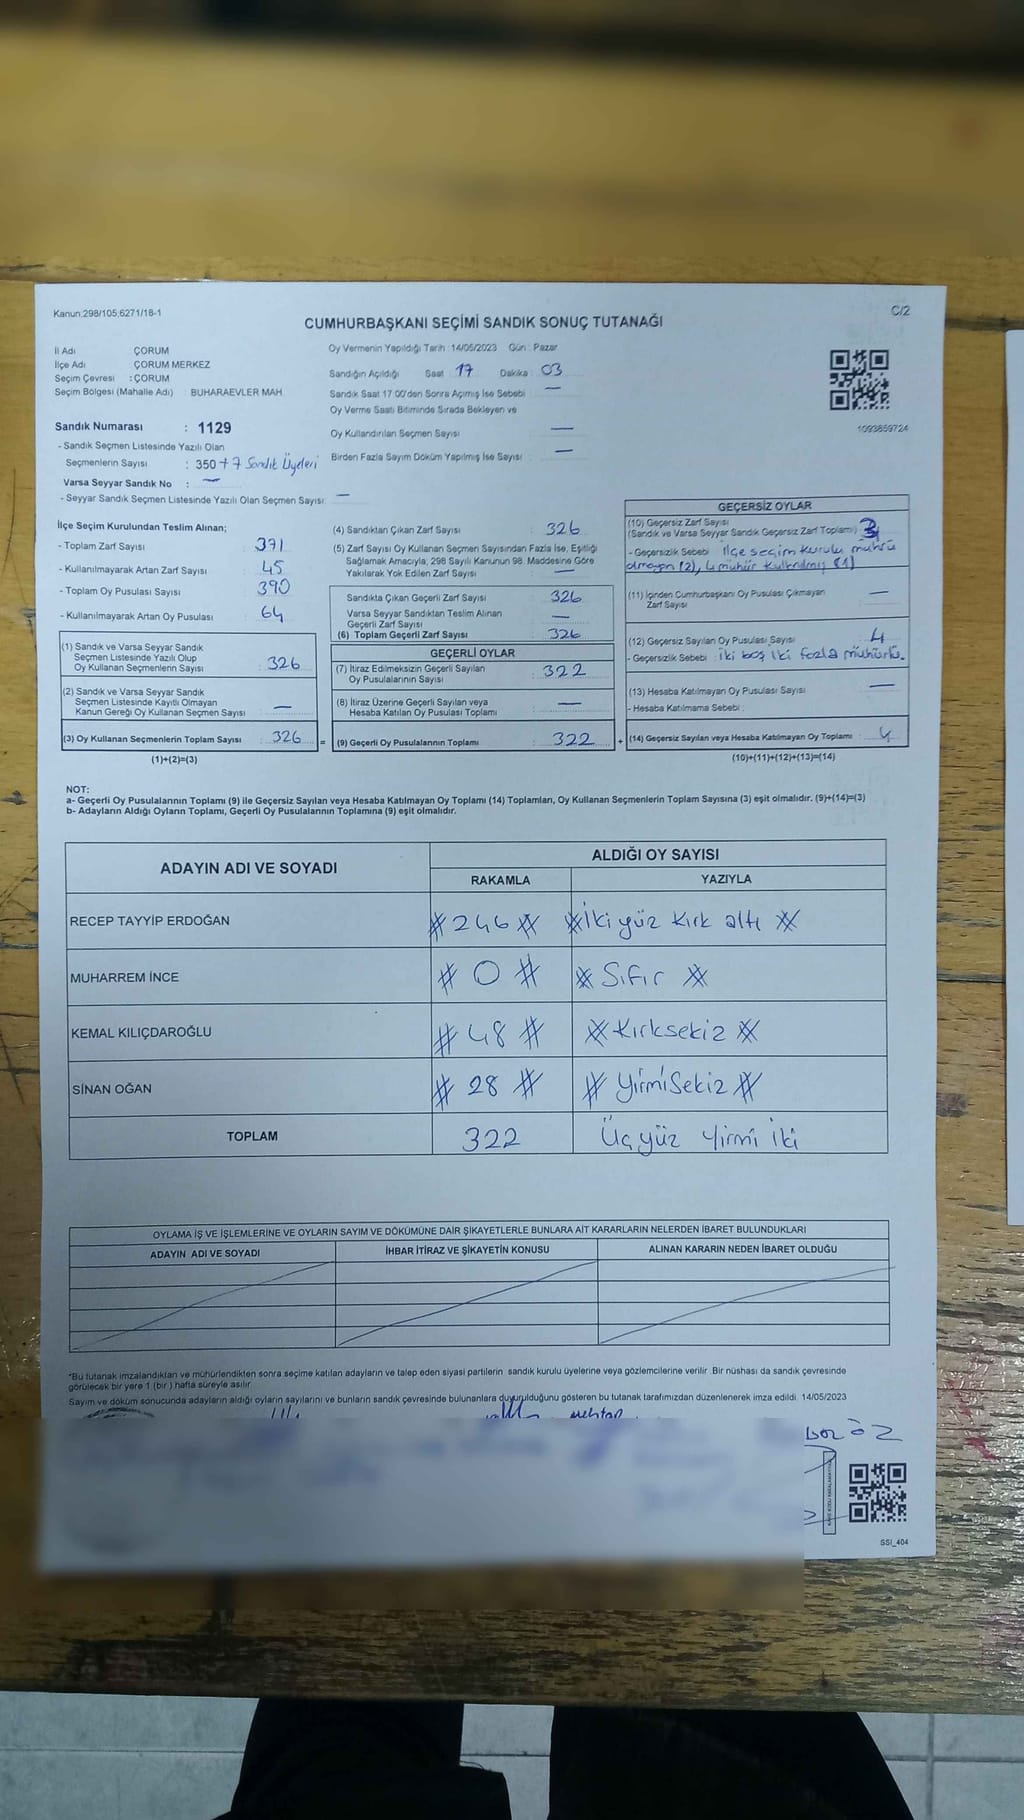 Kanun;298/105;6271/18-1
C/2
CUMHURBAŞKANI SEÇİMİ SANDIK SONUÇ TUTANAĞI
İl Adı ÇORUM
İlçe Adı ÇORUM MERKEZ
Seçim Çevresi : ÇORUM
Seçim Bölgesi (Mahalle Adı) BUHARAEVLER MAH.
Sandık Numarası : 1129
- Sandık Seçmen Listesinde Yazılı Olan
Seçmenlerin Sayısı : 350 + 7 Sandık Üyeleri
Varsa Seyyar Sandık No : —
- Seyyar Sandık Seçmen Listesinde Yazılı Olan Seçmen Sayısı: —
Oy Vermenin Yapıldığı Tarih :14/05/2023 Gün : Pazar
Sandığın Açıldığı Saat 17 Dakika : 03
Sandık Saat 17.00'den Sonra Açılmış İse Sebebi : —
Oy Verme Saati Bitiminde Sırada Bekleyen ve
Oy Kullandırılan Seçmen Sayısı : —
Birden Fazla Sayım Döküm Yapılmış İse Sayısı : —
1093859724
İlçe Seçim Kurulundan Teslim Alınan;
- Toplam Zarf Sayısı : 371
- Kullanılmayarak Artan Zarf Sayısı : 45
- Toplam Oy Pusulası Sayısı : 390
- Kullanılmayarak Artan Oy Pusulası : 64
(1) Sandık ve Varsa Seyyar Sandık
Seçmen Listesinde Yazılı Olup
Oy Kullanan Seçmenlerin Sayısı : 326
(2) Sandık ve Varsa Seyyar Sandık
Seçmen Listesinde Kayıtlı Olmayan
Kanun Gereği Oy Kullanan Seçmen Sayısı : —
(3) Oy Kullanan Seçmenlerin Toplam Sayısı : 326
(1)+(2)=(3)
(4) Sandıktan Çıkan Zarf Sayısı : 326
(5) Zarf Sayısı Oy Kullanan Seçmen Sayısından Fazla İse, Eşitliği
Sağlamak Amacıyla; 298 Sayılı Kanunun 98. Maddesine Göre
Yakılarak Yok Edilen Zarf Sayısı : —
Sandıkta Çıkan Geçerli Zarf Sayısı : 326
Varsa Seyyar Sandıktan Teslim Alınan
Geçerli Zarf Sayısı : —
(6) Toplam Geçerli Zarf Sayısı : 326
GEÇERLİ OYLAR
(7) İtiraz Edilmeksizin Geçerli Sayılan
Oy Pusulalarının Sayısı : 322
(8) İtiraz Üzerine Geçerli Sayılan veya
Hesaba Katılan Oy Pusulası Toplamı : —
= (9) Geçerli Oy Pusulalarının Toplamı : 322
GEÇERSİZ OYLAR
(10) Geçersiz Zarf Sayısı
(Sandık ve Varsa Seyyar Sandık Geçersiz Zarf Toplamı) : 3
- Geçersizlik Sebebi : İlçe seçim kurulu mührü
olmayan (2), 4 mühür kullanılmış (1)
(11) İçinden Cumhurbaşkanı Oy Pusulası Çıkmayan
Zarf Sayısı : —
(12) Geçersiz Sayılan Oy Pusulası Sayısı : 4
- Geçersizlik Sebebi : İki boş iki fazla mühürlü.
(13) Hesaba Katılmayan Oy Pusulası Sayısı : —
- Hesaba Katılmama Sebebi :
+ (14) Geçersiz Sayılan veya Hesaba Katılmayan Oy Toplamı : 4
(10)+(11)+(12)+(13)=(14)
NOT:
a- Geçerli Oy Pusulalarının Toplamı (9) ile Geçersiz Sayılan veya Hesaba Katılmayan Oy Toplamı (14) Toplamları, Oy Kullanan Seçmenlerin Toplam Sayısına (3) eşit olmalıdır. (9)+(14)=(3)
b- Adayların Aldığı Oyların Toplamı, Geçerli Oy Pusulalarının Toplamına (9) eşit olmalıdır.
ADAYIN ADI VE SOYADI ALDIĞI OY SAYISI
RAKAMLA YAZIYLA
RECEP TAYYİP ERDOĞAN # 246 # # İki yüz kırk altı #
MUHARREM İNCE # 0 # # Sıfır #
KEMAL KILIÇDAROĞLU # 48 # # Kırksekiz #
SİNAN OĞAN # 28 # # YirmiSekiz #
TOPLAM 322 Üç yüz Yirmi iki
OYLAMA İŞ VE İŞLEMLERİNE VE OYLARIN SAYIM VE DÖKÜMÜNE DAİR ŞİKAYETLERLE BUNLARA AİT KARARLARIN NELERDEN İBARET BULUNDUKLARI
ADAYIN ADI VE SOYADI İHBAR İTİRAZ VE ŞİKAYETİN KONUSU ALINAN KARARIN NEDEN İBARET OLDUĞU
*Bu tutanak imzalandıktan ve mühürlendikten sonra seçime katılan adayların ve talep eden siyasi partilerin sandık kurulu üyelerine veya gözlemcilerine verilir. Bir nüshası da sandık çevresinde
görülecek bir yere 1 (bir ) hafta süreyle asılır
Sayım ve döküm sonucunda adayların aldığı oyların sayılarını ve bunların sandık çevresinde bulunanlara duyurulduğunu gösteren bu tutanak tarafımızdan düzenlenerek imza edildi. 14/05/2023
SSI_404